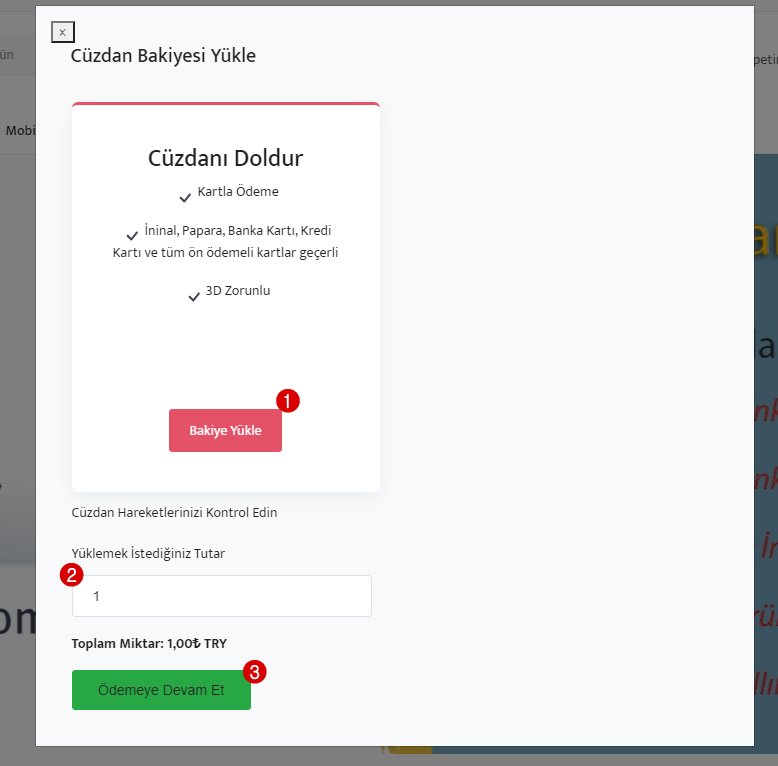 x
Cüzdan Bakiyesi Yükle
Cüzdanı Doldur
Kartla Ödeme
İninal, Papara, Banka Kartı, Kredi
Kartı ve tüm ön ödemeli kartlar geçerli
3D Zorunlu
1
Bakiye Yükle
Cüzdan Hareketlerinizi Kontrol Edin
Yüklemek İstediğiniz Tutar
2
1
Toplam Miktar: 1,00₺ TRY
3
Ödemeye Devam Et